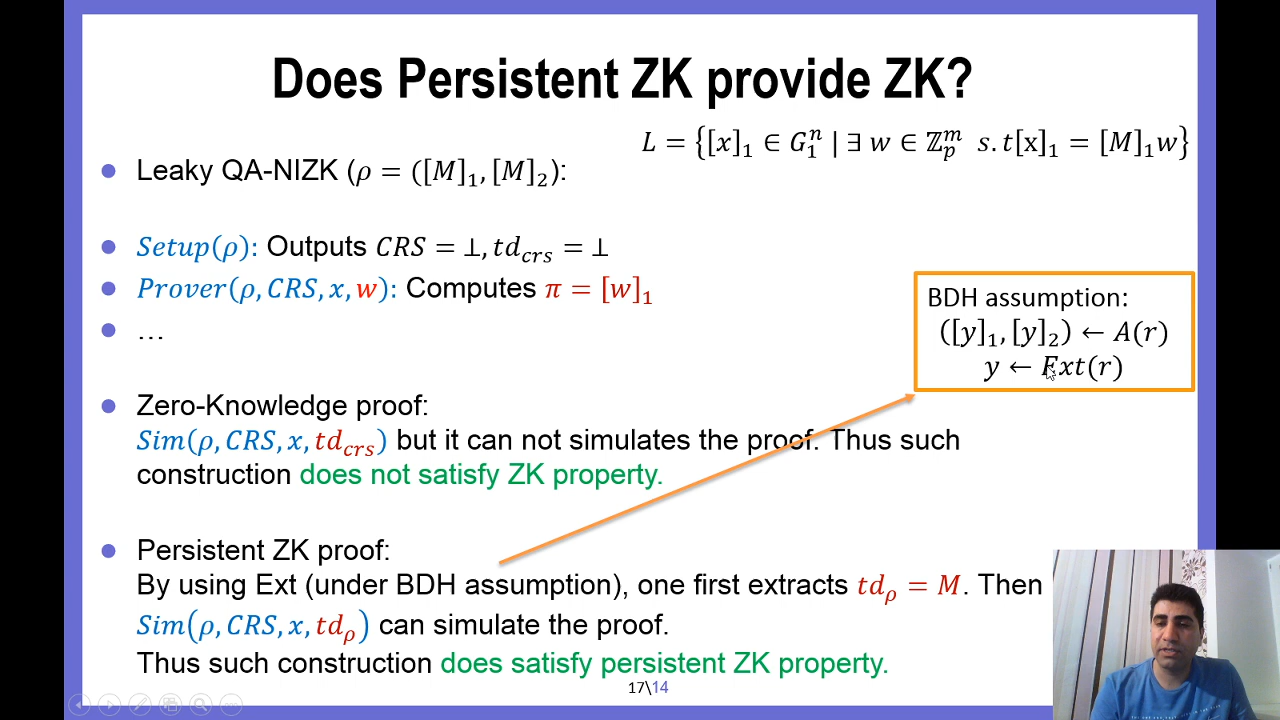 Does Persistent ZK provide ZK?
L = {[x]₁ ∈ G₁ⁿ | ∃ w ∈ ℤₚᵐ s.t[x]₁ = [M]₁w}
• Leaky QA-NIZK (ρ = ([M]₁, [M]₂):
• Setup(ρ): Outputs CRS = ⊥, td_crs = ⊥
• Prover(ρ, CRS, x, w): Computes π = [w]₁
• …
BDH assumption:
([y]₁, [y]₂) ← A(r)
y ← Ext(r)
• Zero-Knowledge proof:
Sim(ρ, CRS, x, td_crs) but it can not simulates the proof. Thus such
construction does not satisfy ZK property.
• Persistent ZK proof:
By using Ext (under BDH assumption), one first extracts td_ρ = M. Then
Sim(ρ, CRS, x, td_ρ) can simulate the proof.
Thus such construction does satisfy persistent ZK property.
17\14